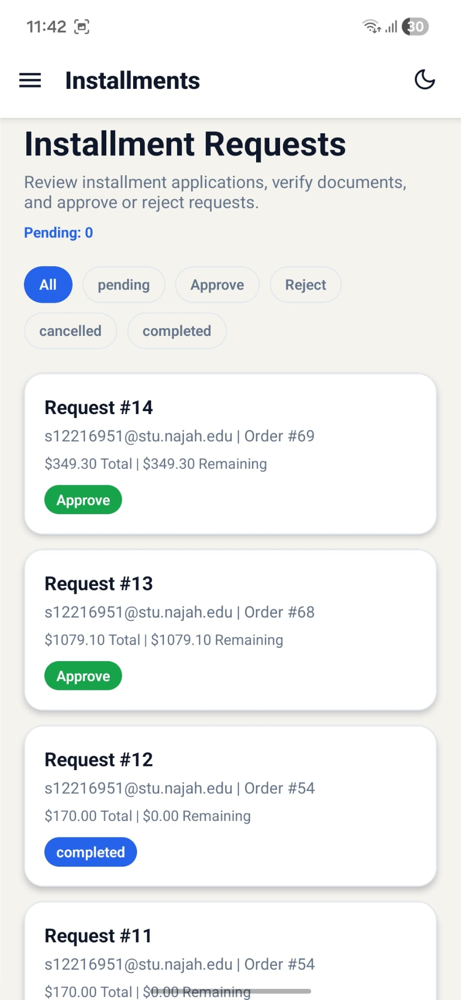 11:42
30
Installments
Installment Requests
Review installment applications, verify documents,
and approve or reject requests.
Pending: 0
All
pending
Approve
Reject
cancelled
completed
Request #14
s12216951@stu.najah.edu | Order #69
$349.30 Total | $349.30 Remaining
Approve
Request #13
s12216951@stu.najah.edu | Order #68
$1079.10 Total | $1079.10 Remaining
Approve
Request #12
s12216951@stu.najah.edu | Order #54
$170.00 Total | $0.00 Remaining
completed
Request #11
s12216951@stu.najah.edu | Order #54
$170.00 Total | $0.00 Remaining